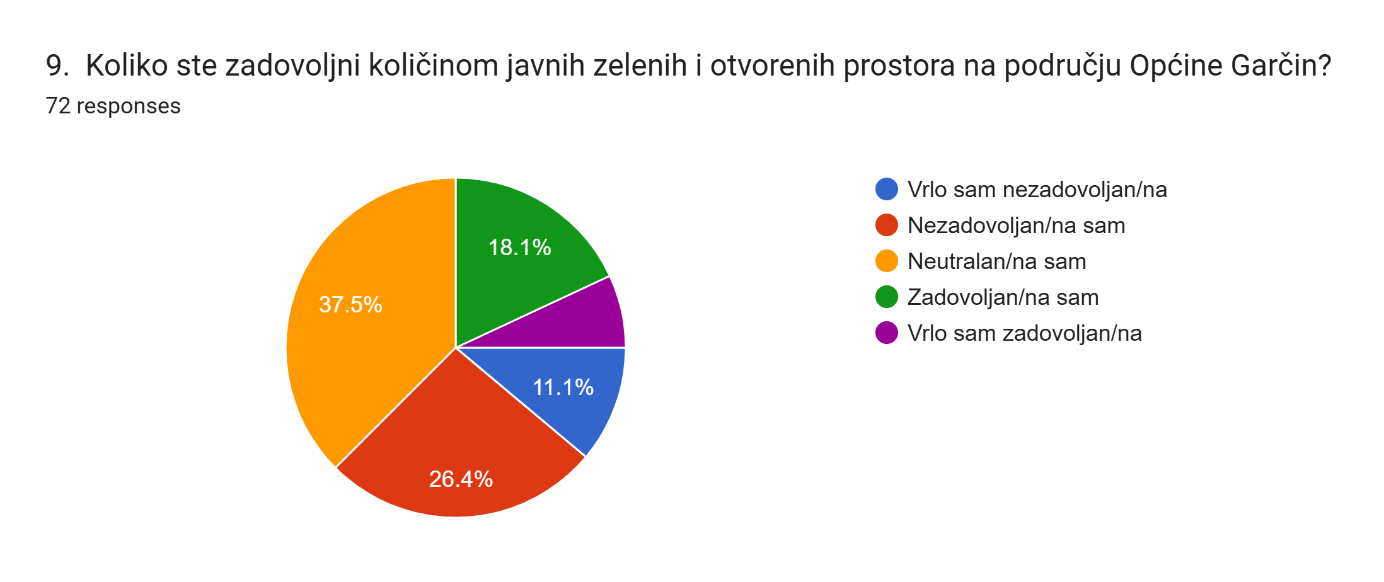 9. Koliko ste zadovoljni količinom javnih zelenih i otvorenih prostora na području Općine Garčin?
72 responses
18.1%
37.5%
11.1%
26.4%
Vrlo sam nezadovoljan/na
Nezadovoljan/na sam
Neutralan/na sam
Zadovoljan/na sam
Vrlo sam zadovoljan/na